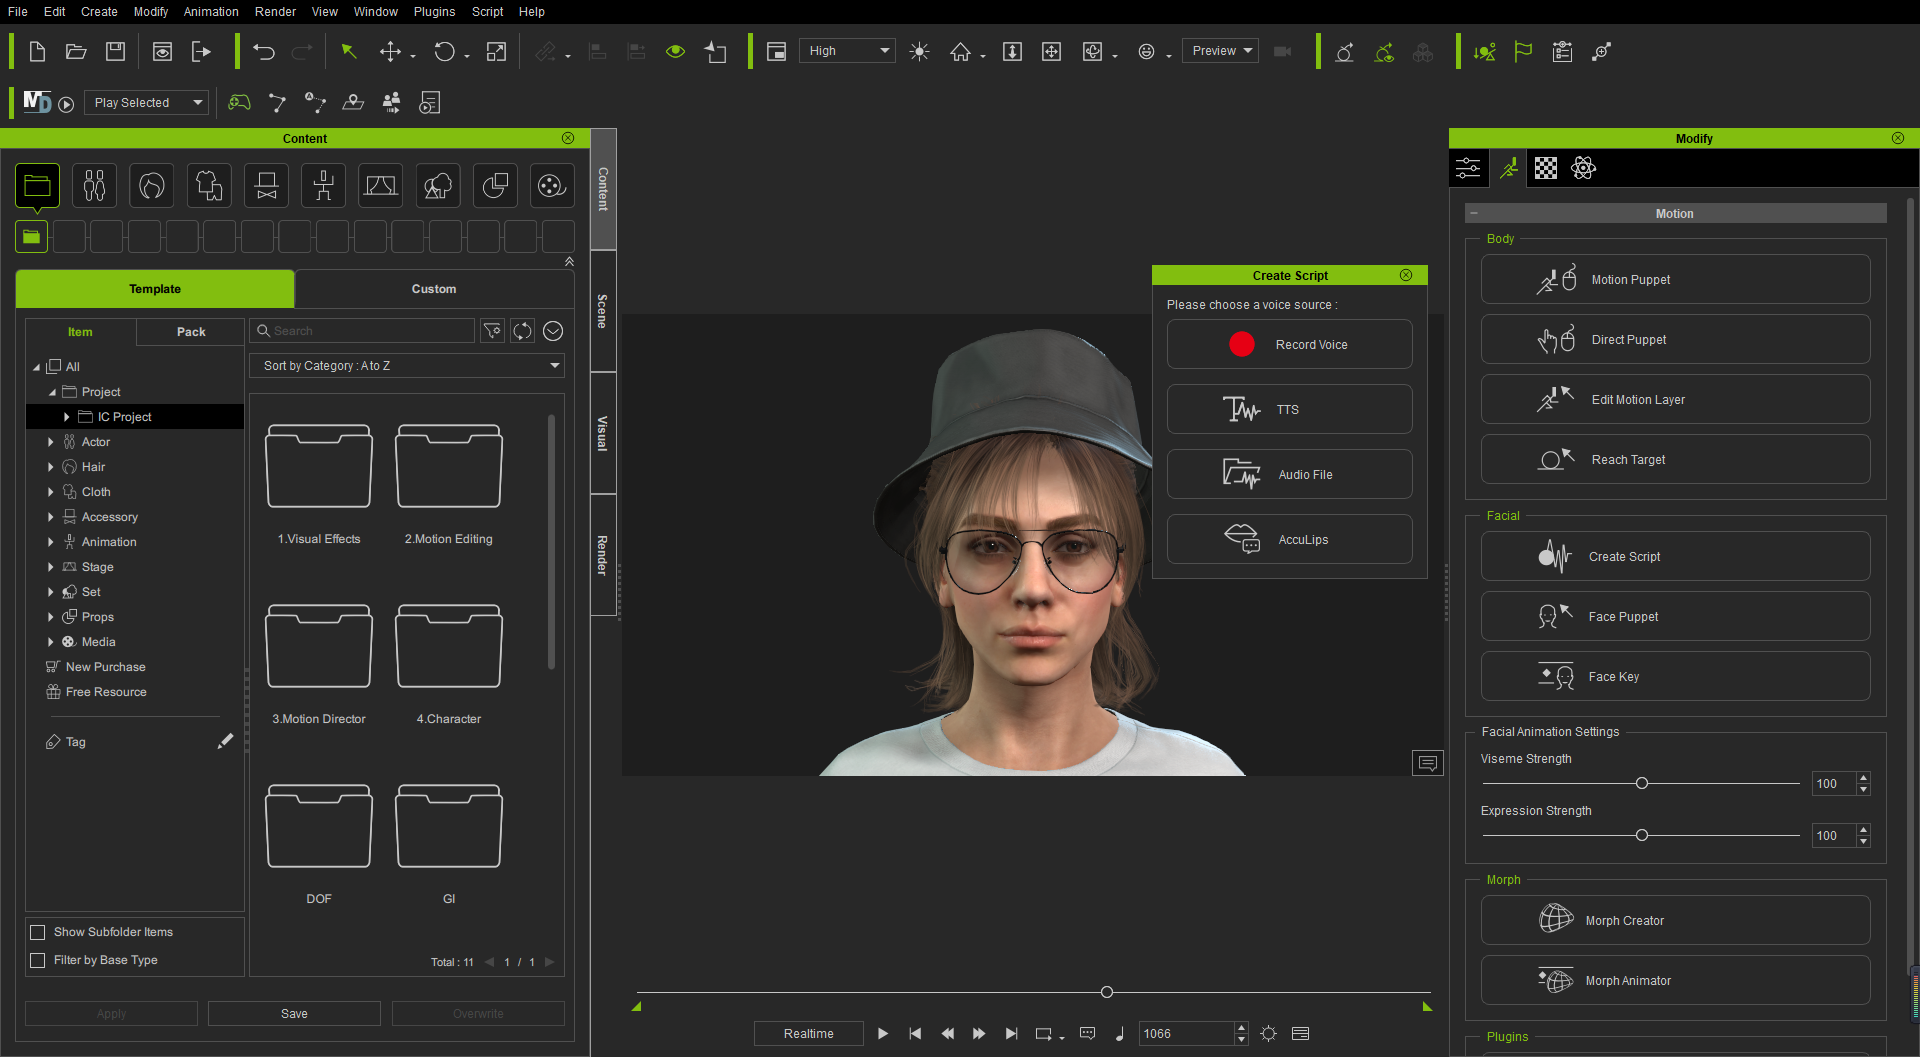 File Edit Create Modify Animation Render View Window Plugins Script Help
High
Preview
MD
Play Selected
Content
Template
Custom
Item
Pack
Search
Sort by Category : A to Z
All
Project
IC Project
Actor
Hair
Cloth
Accessory
Animation
Stage
Set
Props
Media
New Purchase
Free Resource
Tag
1.Visual Effects
2.Motion Editing
3.Motion Director
4.Character
DOF
GI
Show Subfolder Items
Filter by Base Type
Total : 11
1 / 1
Apply
Save
Overwrite
Content
Scene
Visual
Render
Create Script
Please choose a voice source :
Record Voice
TTS
Audio File
AccuLips
Realtime
1066
Modify
Motion
Body
Motion Puppet
Direct Puppet
Edit Motion Layer
Reach Target
Facial
Create Script
Face Puppet
Face Key
Facial Animation Settings
Viseme Strength
100
Expression Strength
100
Morph
Morph Creator
Morph Animator
Plugins